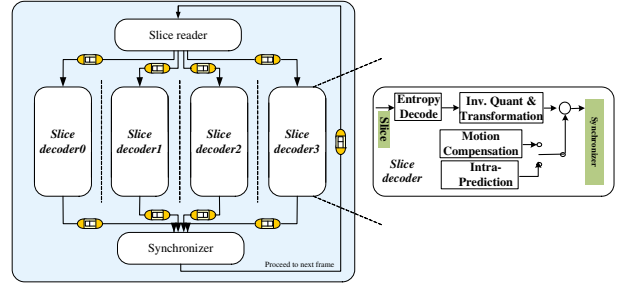 Slice reader
Slice
decoder0
Slice
decoder1
Slice
decoder2
Slice
decoder3
Synchronizer
Proceed to next frame
Slice
Entropy
Decode
Inv. Quant &
Transformation
Motion
Compensation
Intra-
Prediction
Slice
decoder
Synchronizer